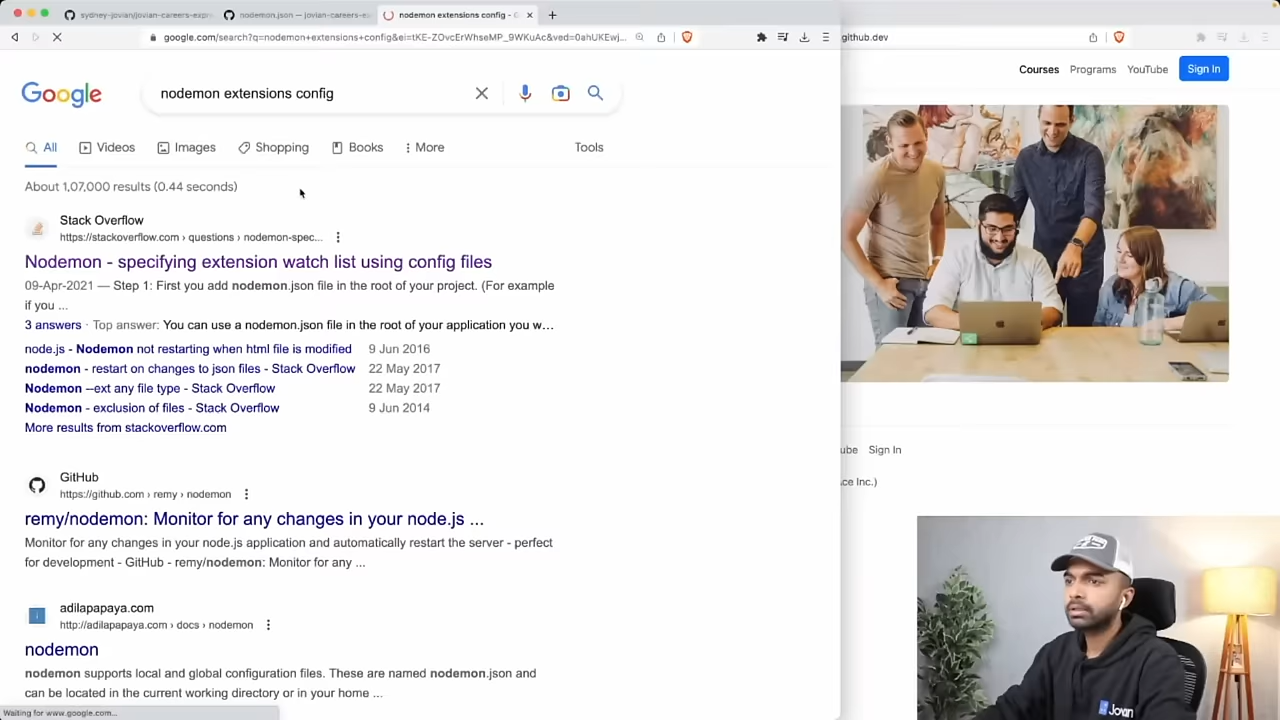 sydney-jovian/jovian-careers-expr
nodemon.json — jovian-careers-ex
nodemon extensions config - G
google.com/search?q=nodemon+extensions+config&ei=tKE-ZOvcErWhseMP_9WKuAc&ved=0ahUKEwj...
github.dev
Google
nodemon extensions config
Courses
Programs
YouTube
Sign In
All
Videos
Images
Shopping
Books
More
Tools
About 1,07,000 results (0.44 seconds)
Stack Overflow
https://stackoverflow.com › questions › nodemon-spec...
Nodemon - specifying extension watch list using config files
09-Apr-2021 — Step 1: First you add nodemon.json file in the root of your project. (For example
if you ...
3 answers · Top answer: You can use a nodemon.json file in the root of your application you w…
node.js - Nodemon not restarting when html file is modified 9 Jun 2016
nodemon - restart on changes to json files - Stack Overflow 22 May 2017
Nodemon --ext any file type - Stack Overflow 22 May 2017
Nodemon - exclusion of files - Stack Overflow 9 Jun 2014
More results from stackoverflow.com
ube Sign In
ce Inc.)
GitHub
https://github.com › remy › nodemon
remy/nodemon: Monitor for any changes in your node.js ...
Monitor for any changes in your node.js application and automatically restart the server - perfect
for development - GitHub - remy/nodemon: Monitor for any ...
adilapapaya.com
http://adilapapaya.com › docs › nodemon
nodemon
nodemon supports local and global configuration files. These are named nodemon.json and
can be located in the current working directory or in your home ...
Waiting for www.google.com...
Jovian